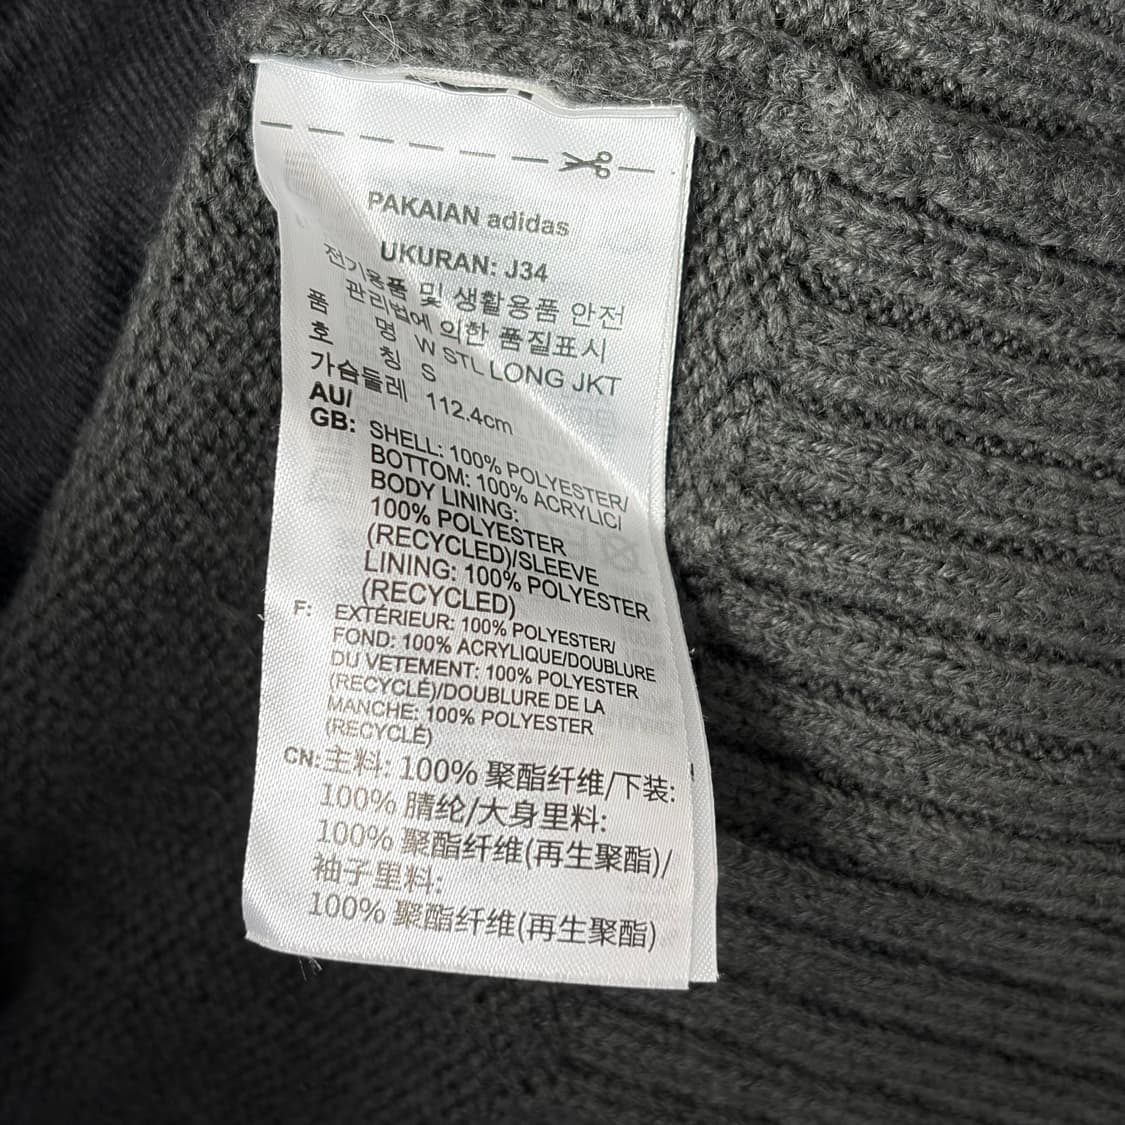 PAKAIAN adidas
UKURAN: J34
전기용품 및 생활용품 안전
관리법에 의한 품질표시
품 명 W STL LONG JKT
호 칭 S
가슴둘레 112.4cm
AU/
GB: SHELL: 100% POLYESTER/
BOTTOM: 100% ACRYLIC/
BODY LINING:
100% POLYESTER
(RECYCLED)/SLEEVE
LINING: 100% POLYESTER
(RECYCLED)
F: EXTÉRIEUR: 100% POLYESTER/
FOND: 100% ACRYLIQUE/DOUBLURE
DU VETEMENT: 100% POLYESTER
(RECYCLÉ)/DOUBLURE DE LA
MANCHE: 100% POLYESTER
(RECYCLÉ)
CN: 主料: 100% 聚酯纤维/下装:
100% 腈纶/大身里料:
100% 聚酯纤维(再生聚酯)/
袖子里料:
100% 聚酯纤维(再生聚酯)